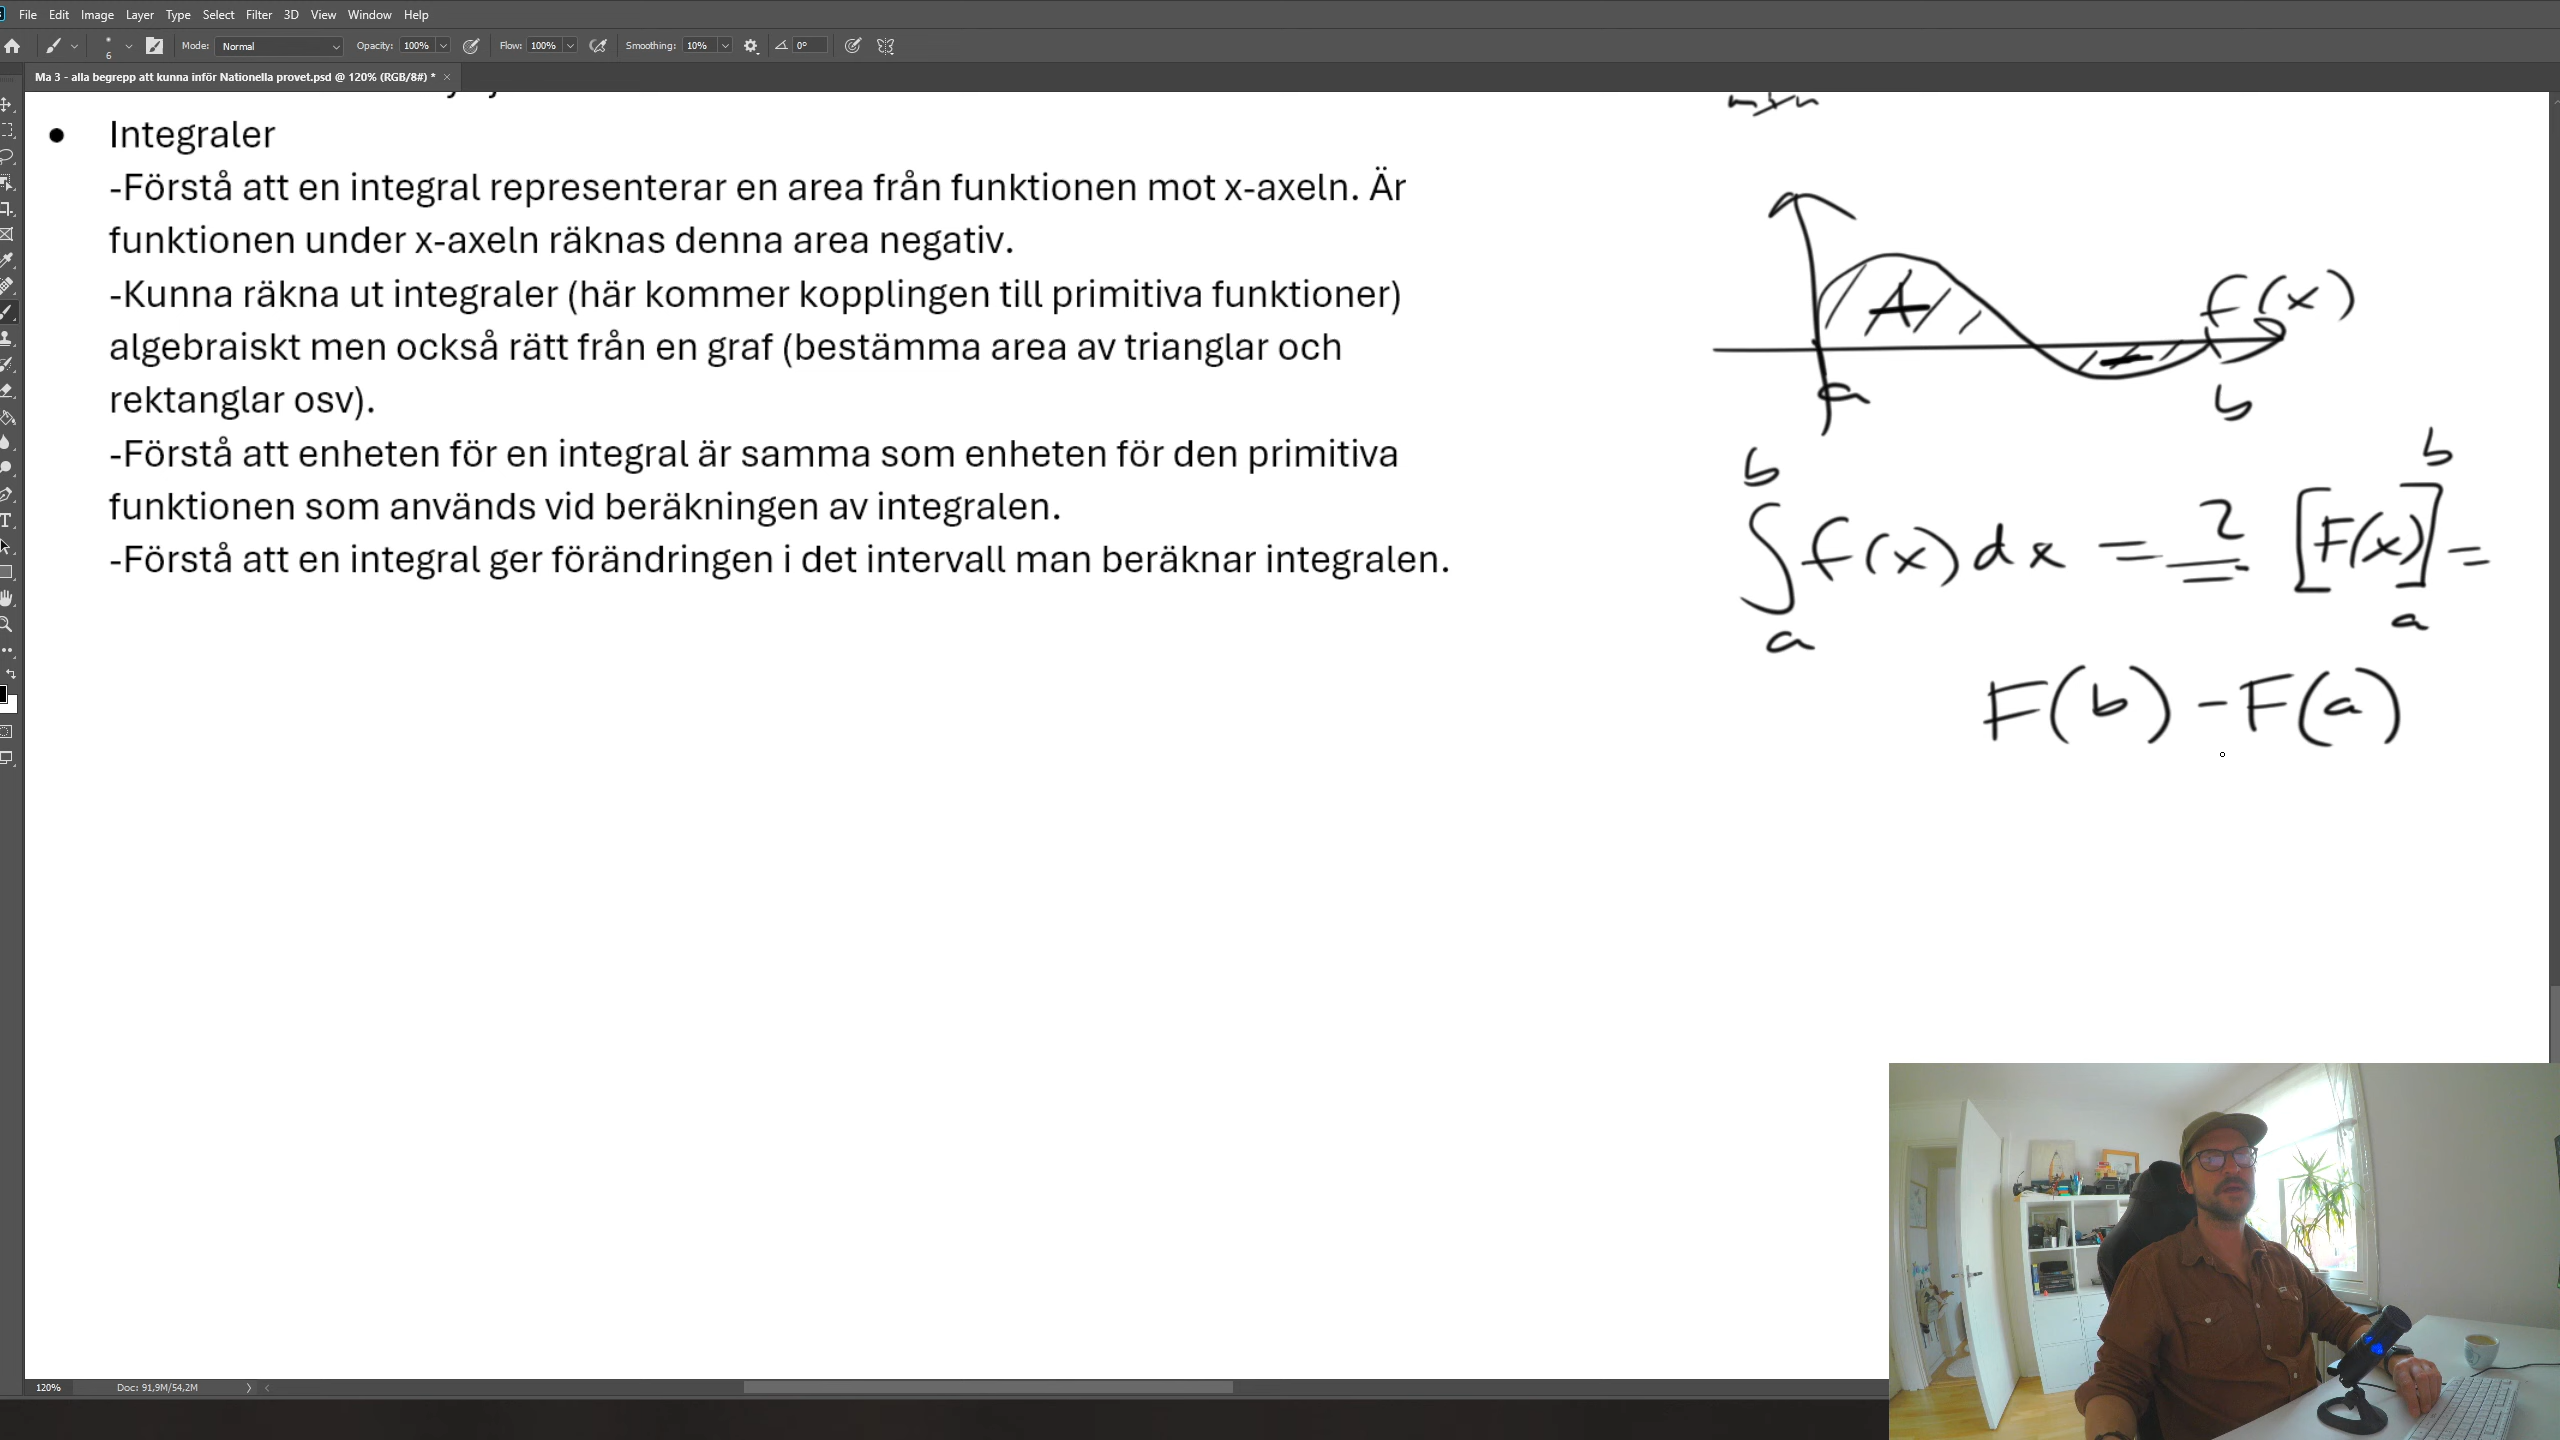 File Edit Image Layer Type Select Filter 3D View Window Help
6 Mode: Normal Opacity: 100% Flow: 100% Smoothing: 10% 0°
Ma 3 - alla begrepp att kunna inför Nationella provet.psd @ 120% (RGB/8#) * ×
• Integraler
-Förstå att en integral representerar en area från funktionen mot x-axeln. Är
funktionen under x-axeln räknas denna area negativ.
-Kunna räkna ut integraler (här kommer kopplingen till primitiva funktioner)
algebraiskt men också rätt från en graf (bestämma area av trianglar och
rektanglar osv).
-Förstå att enheten för en integral är samma som enheten för den primitiva
funktionen som används vid beräkningen av integralen.
-Förstå att en integral ger förändringen i det intervall man beräknar integralen.
A
f(x)
a
b
b
∫ f(x) dx = 2 [F(x)] =
b
a
a
F(b) - F(a)
120% Doc: 91,9M/54,2M